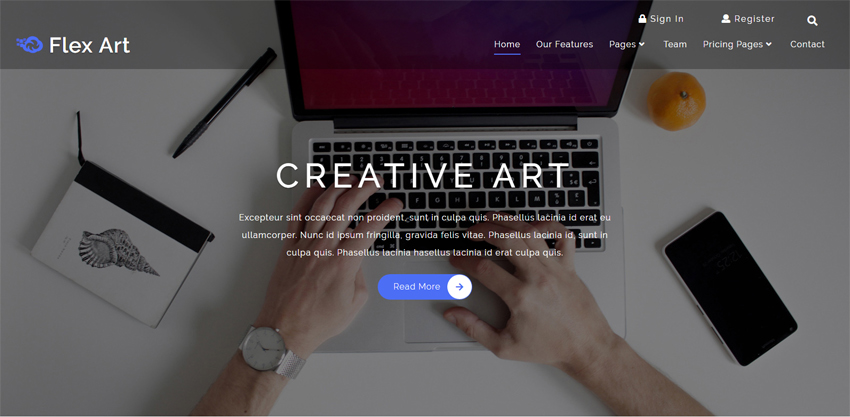 Sign In
Register
Flex Art
Home
Our Features
Pages
Team
Pricing Pages
Contact
CREATIVE ART
Excepteur sint occaecat non proident, sunt in culpa quis. Phasellus lacinia id erat eu
ullamcorper. Nunc id ipsum fringilla, gravida felis vitae. Phasellus lacinia id, sunt in
culpa quis. Phasellus lacinia hasellus lacinia id erat culpa quis.
Read More